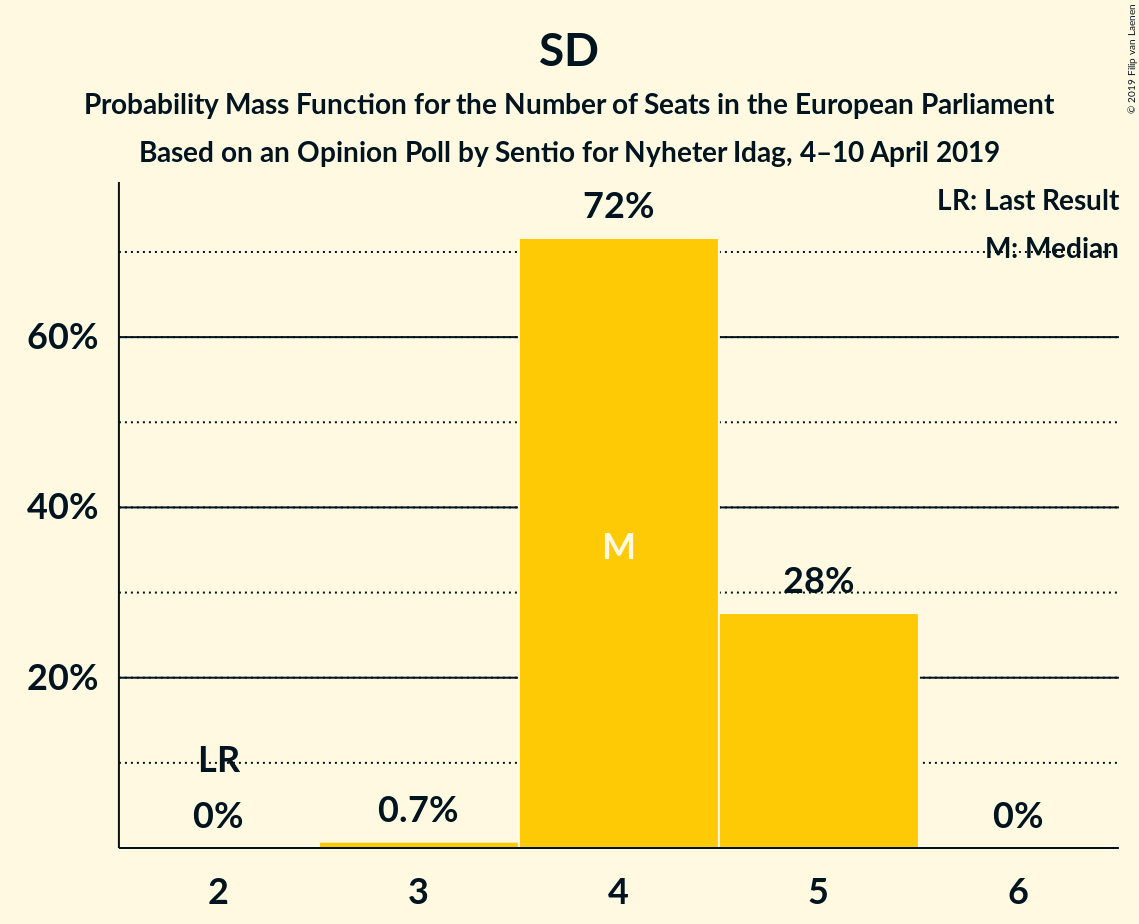 SD
Probability Mass Function for the Number of Seats in the European Parliament
Based on an Opinion Poll by Sentio for Nyheter Idag, 4–10 April 2019
© 2019 Filip van Laenen
LR: Last Result
M: Median
72%
60%
40%
M
28%
20%
LR
0%
0.7%
0%
2
3
4
5
6